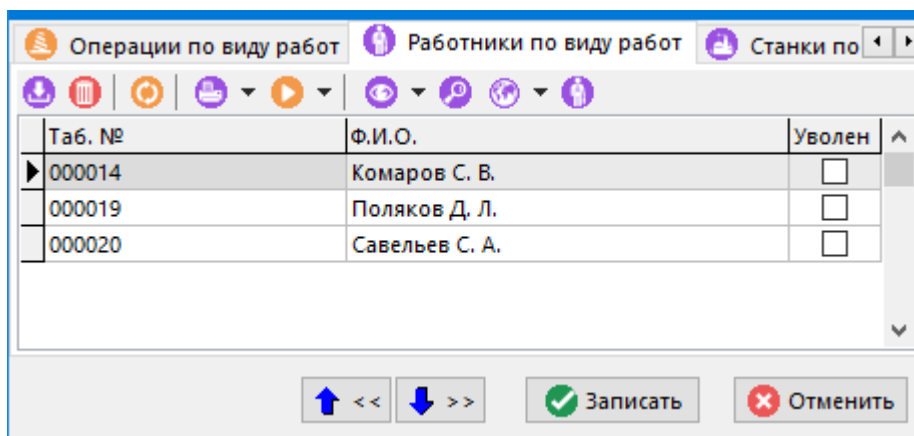 Операции по виду работ Работники по виду работ Станки по
Таб. № Ф.И.О. Уволен
000014 Комаров С. В.
000019 Поляков Д. Л.
000020 Савельев С. А.
<< >> Записать Отменить